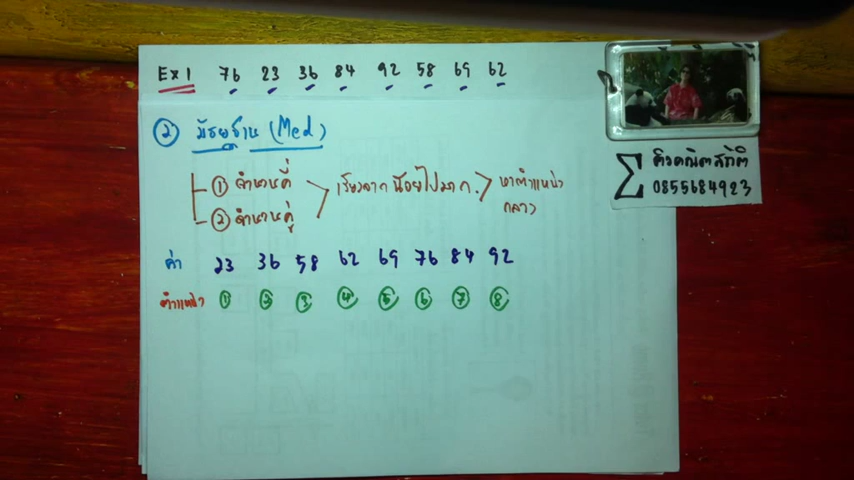 Ex 1 76 23 36 84 92 58 69 62
② มัธยฐาน (Med)
① จำนวนคี่
② จำนวนคู่
เรียงจากน้อยไปมาก
หาตำแหน่ง
กลาง
ค่า 23 36 58 62 69 76 84 92
ตำแหน่ง ① ② ③ ④ ⑤ ⑥ ⑦ ⑧
Σ ติวคณิตสถิติ
0855684923